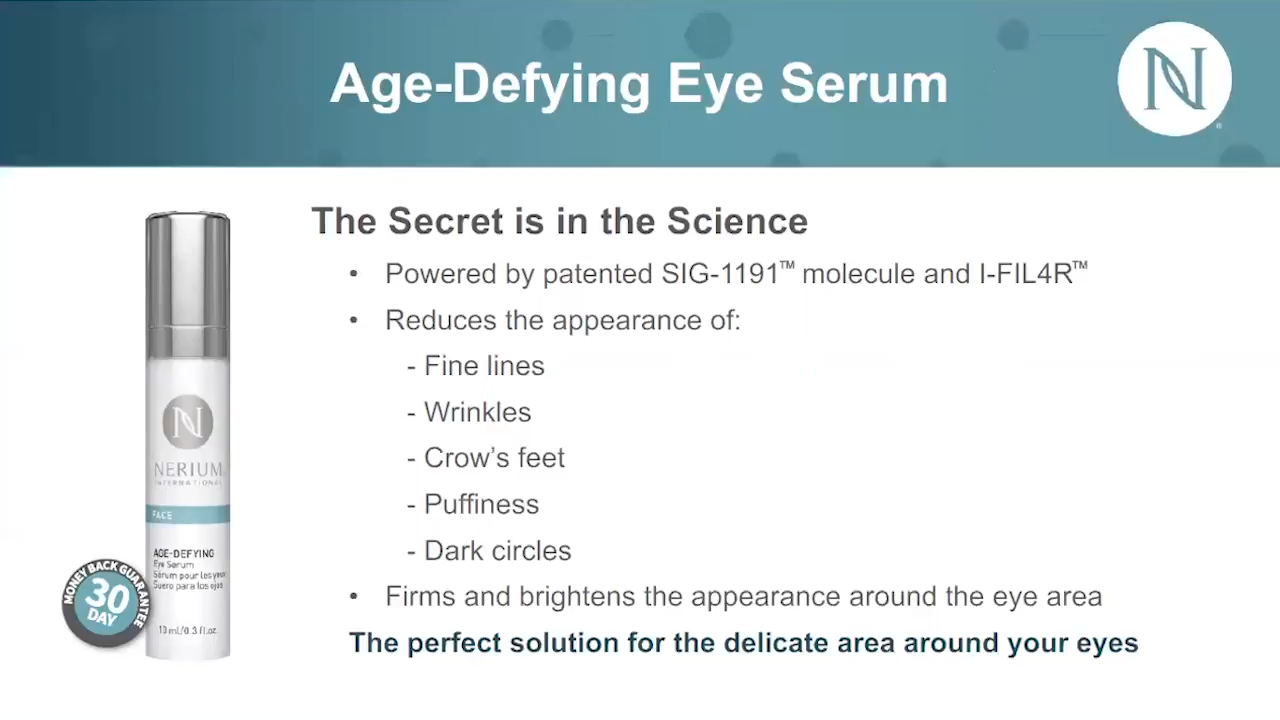 Age-Defying Eye Serum
N
®
The Secret is in the Science
• Powered by patented SIG-1191™ molecule and I-FIL4R™
• Reduces the appearance of:
- Fine lines
- Wrinkles
- Crow’s feet
- Puffiness
- Dark circles
• Firms and brightens the appearance around the eye area
The perfect solution for the delicate area around your eyes
N
NERIUM
INTERNATIONAL
FACE
AGE-DEFYING
Eye Serum
Sérum pour les yeux
Suero para los ojos
10 mL/0.3 fl.oz.
MONEY BACK GUARANTEE
30
DAY